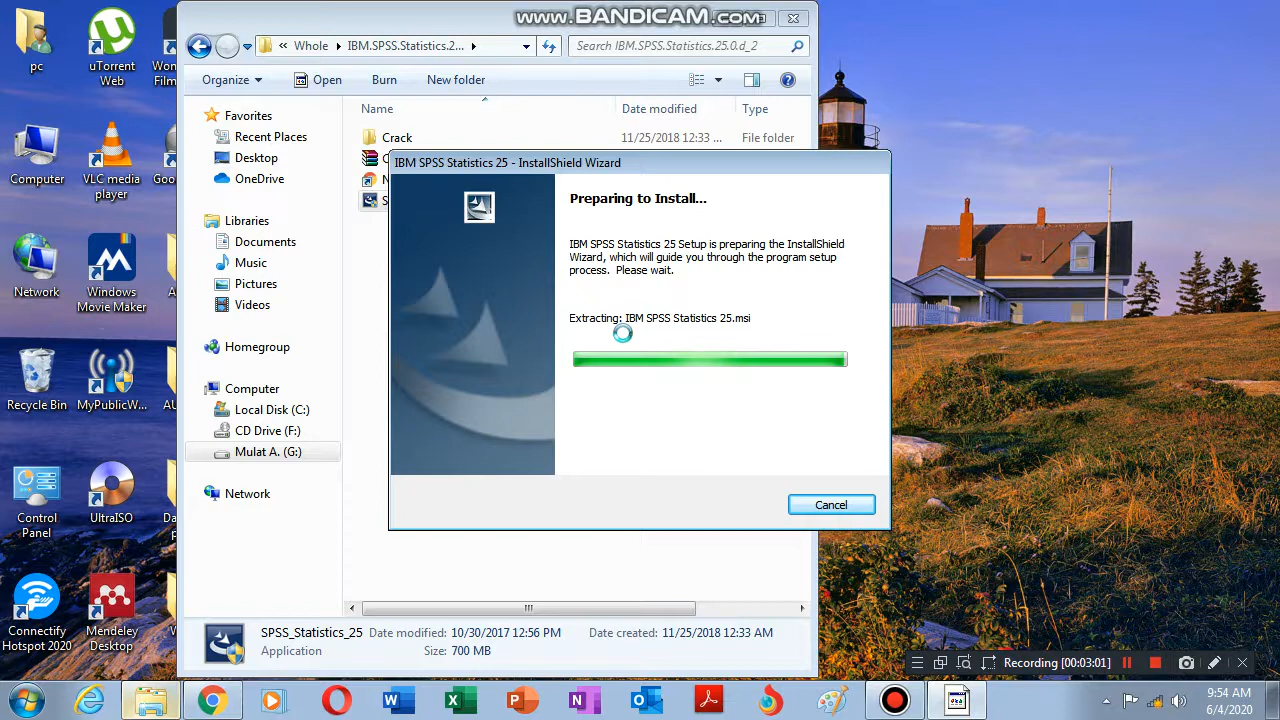 www.BANDICAM.com
pc
uTorrent
Web
Computer
VLC media
player
Network
Windows
Movie Maker
Recycle Bin
MyPublicW...
Control
Panel
UltraISO
Connectify
Hotspot 2020
Mendeley
Desktop
« Whole
IBM.SPSS.Statistics.2...
Search IBM.SPSS.Statistics.25.0.d_2
Organize
Open
Burn
New folder
Favorites
Recent Places
Desktop
OneDrive
Libraries
Documents
Music
Pictures
Videos
Homegroup
Computer
Local Disk (C:)
CD Drive (F:)
Mulat A. (G:)
Network
Name
Date modified
Type
Crack
11/25/2018 12:33 ...
File folder
IBM SPSS Statistics 25 - InstallShield Wizard
Preparing to Install...
IBM SPSS Statistics 25 Setup is preparing the InstallShield
Wizard, which will guide you through the program setup
process. Please wait.
Extracting: IBM SPSS Statistics 25.msi
Cancel
SPSS_Statistics_25
Application
Date modified: 10/30/2017 12:56 PM
Size: 700 MB
Date created: 11/25/2018 12:33 AM
Recording [00:03:01]
9:54 AM
6/4/2020